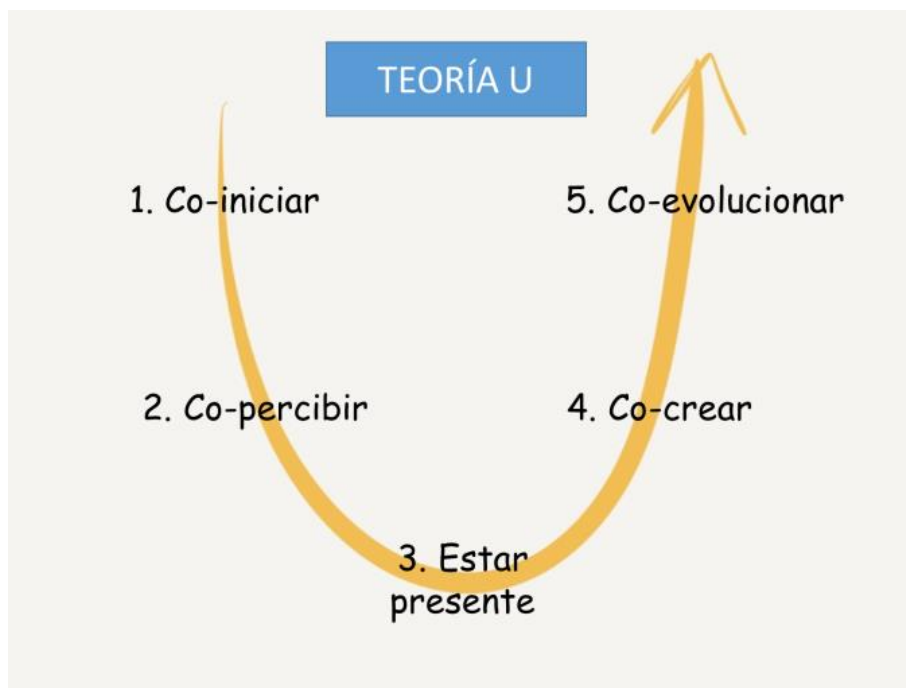 TEORÍA U
1. Co-iniciar
5. Co-evolucionar
2. Co-percibir
4. Co-crear
3. Estar
presente